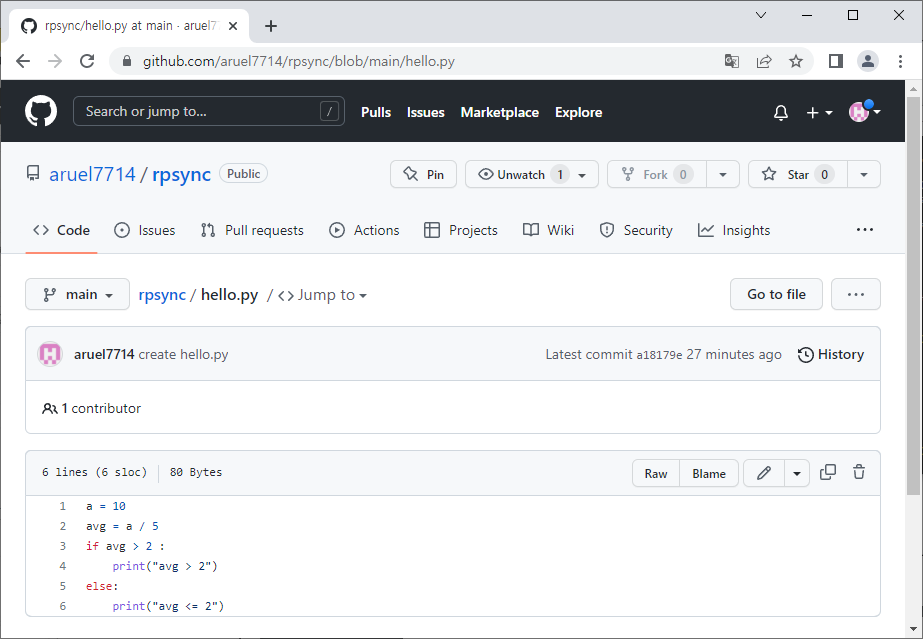 rpsync/hello.py at main · aruel7
github.com/aruel7714/rpsync/blob/main/hello.py
Search or jump to... /
Pulls Issues Marketplace Explore
aruel7714 / rpsync Public
Pin Unwatch 1 Fork 0 Star 0
Code Issues Pull requests Actions Projects Wiki Security Insights
main rpsync / hello.py / <> Jump to Go to file ...
aruel7714 create hello.py Latest commit a18179e 27 minutes ago History
1 contributor
6 lines (6 sloc) 80 Bytes Raw Blame
1 a = 10
2 avg = a / 5
3 if avg > 2 :
4     print("avg > 2")
5 else:
6     print("avg <= 2")